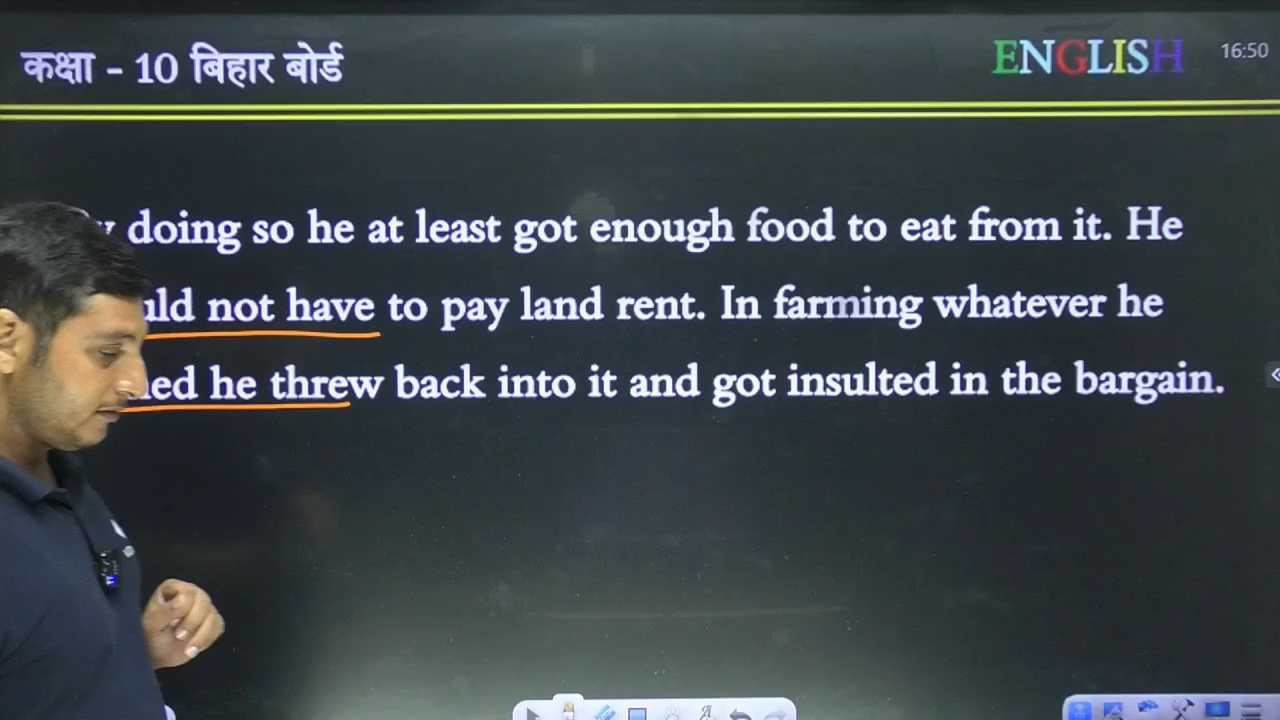 कक्षा - 10 बिहार बोर्ड
ENGLISH
16:50
doing so he at least got enough food to eat from it. He
not have to pay land rent. In farming whatever he
he threw back into it and got insulted in the bargain.